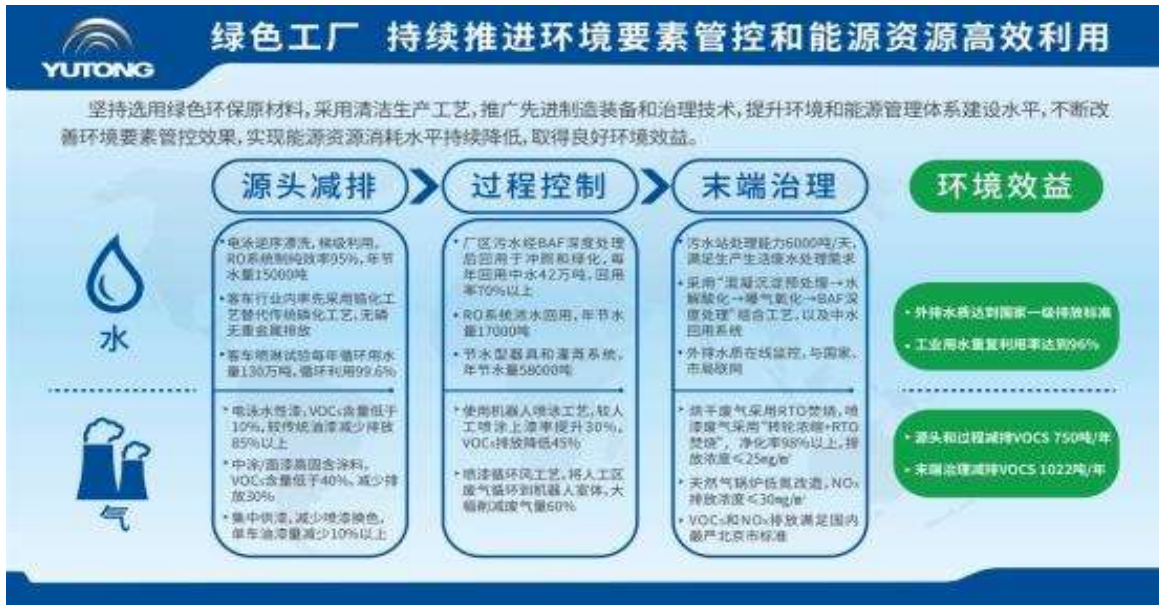 YUTONG
绿色工厂 持续推进环境要素管控和能源资源高效利用
坚持选用绿色环保原材料,采用清洁生产工艺,推广先进制造装备和治理技术,提升环境和能源管理体系建设水平,不断改
善环境要素管控效果,实现能源资源消耗水平持续降低,取得良好环境效益。
源头减排
过程控制
末端治理
环境效益
水
• 电泳逆序漂洗,梯级利用,
RO系统制纯效率95%,年节
水量15000吨
• 客车行业内率先采用锆化工
艺替代传统磷化工艺,无磷
无重金属排放
• 客车喷淋试验每年循环用水
量130万吨,循环利用99.6%
• 厂区污水经BAF深度处理
后回用于冲厕和绿化,每
年回用中水42万吨,回用
率70%以上
• RO系统浓水回用,年节水
量17000吨
• 节水型器具和灌溉系统,
年节水量58000吨
• 污水站处理能力6000吨/天,
满足生产生活废水处理需求
• 采用“混凝沉淀预处理→水
解酸化→曝气氧化→BAF深
度处理”组合工艺,以及中水
回用系统
• 外排水质在线监控,与国家、
市局联网
• 外排水质达到国家一级排放标准
• 工业用水重复利用率达到96%
气
• 电泳水性漆,VOCs含量低于
10%,较传统油漆减少排放
85%以上
• 中涂/面漆高固含涂料,
VOCs含量低于40%,减少排
放30%
• 集中供漆,减少喷漆换色,
单车油漆量减少10%以上
• 使用机器人喷涂工艺,较人
工喷涂上漆率提升30%,
VOCs排放降低45%
• 喷漆循环风工艺,将人工区
废气循环到机器人室体,大
幅削减废气量60%
• 烘干废气采用RTO焚烧,喷
漆废气采用“转轮浓缩+RTO
焚烧”,净化率98%以上,排
放浓度≤25mg/m³
• 天然气锅炉低氮改造,NOx
排放浓度≤30mg/m³
• VOCs和NOx排放满足国内
最严北京市标准
• 源头和过程减排VOCS 750吨/年
• 末端治理减排VOCS 1022吨/年